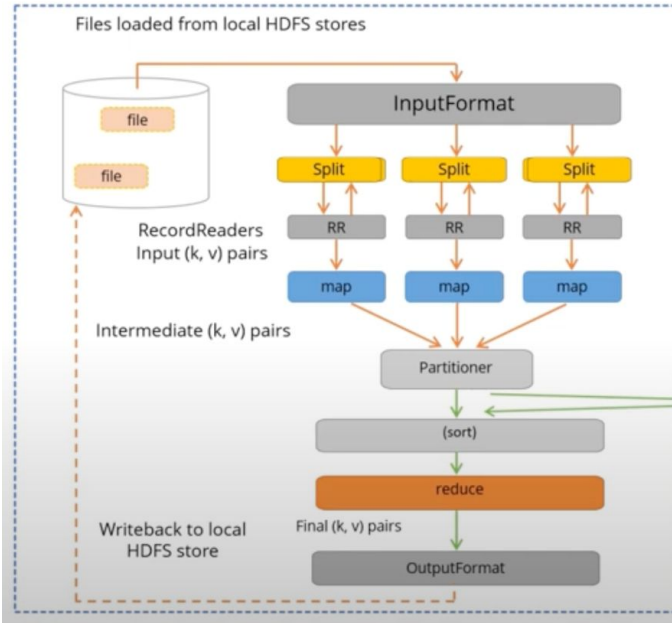 Files loaded from local HDFS stores
file
file
InputFormat
Split
Split
Split
RecordReaders
Input (k, v) pairs
RR
RR
RR
map
map
map
Intermediate (k, v) pairs
Partitioner
(sort)
reduce
Writeback to local
HDFS store
Final (k, v) pairs
OutputFormat